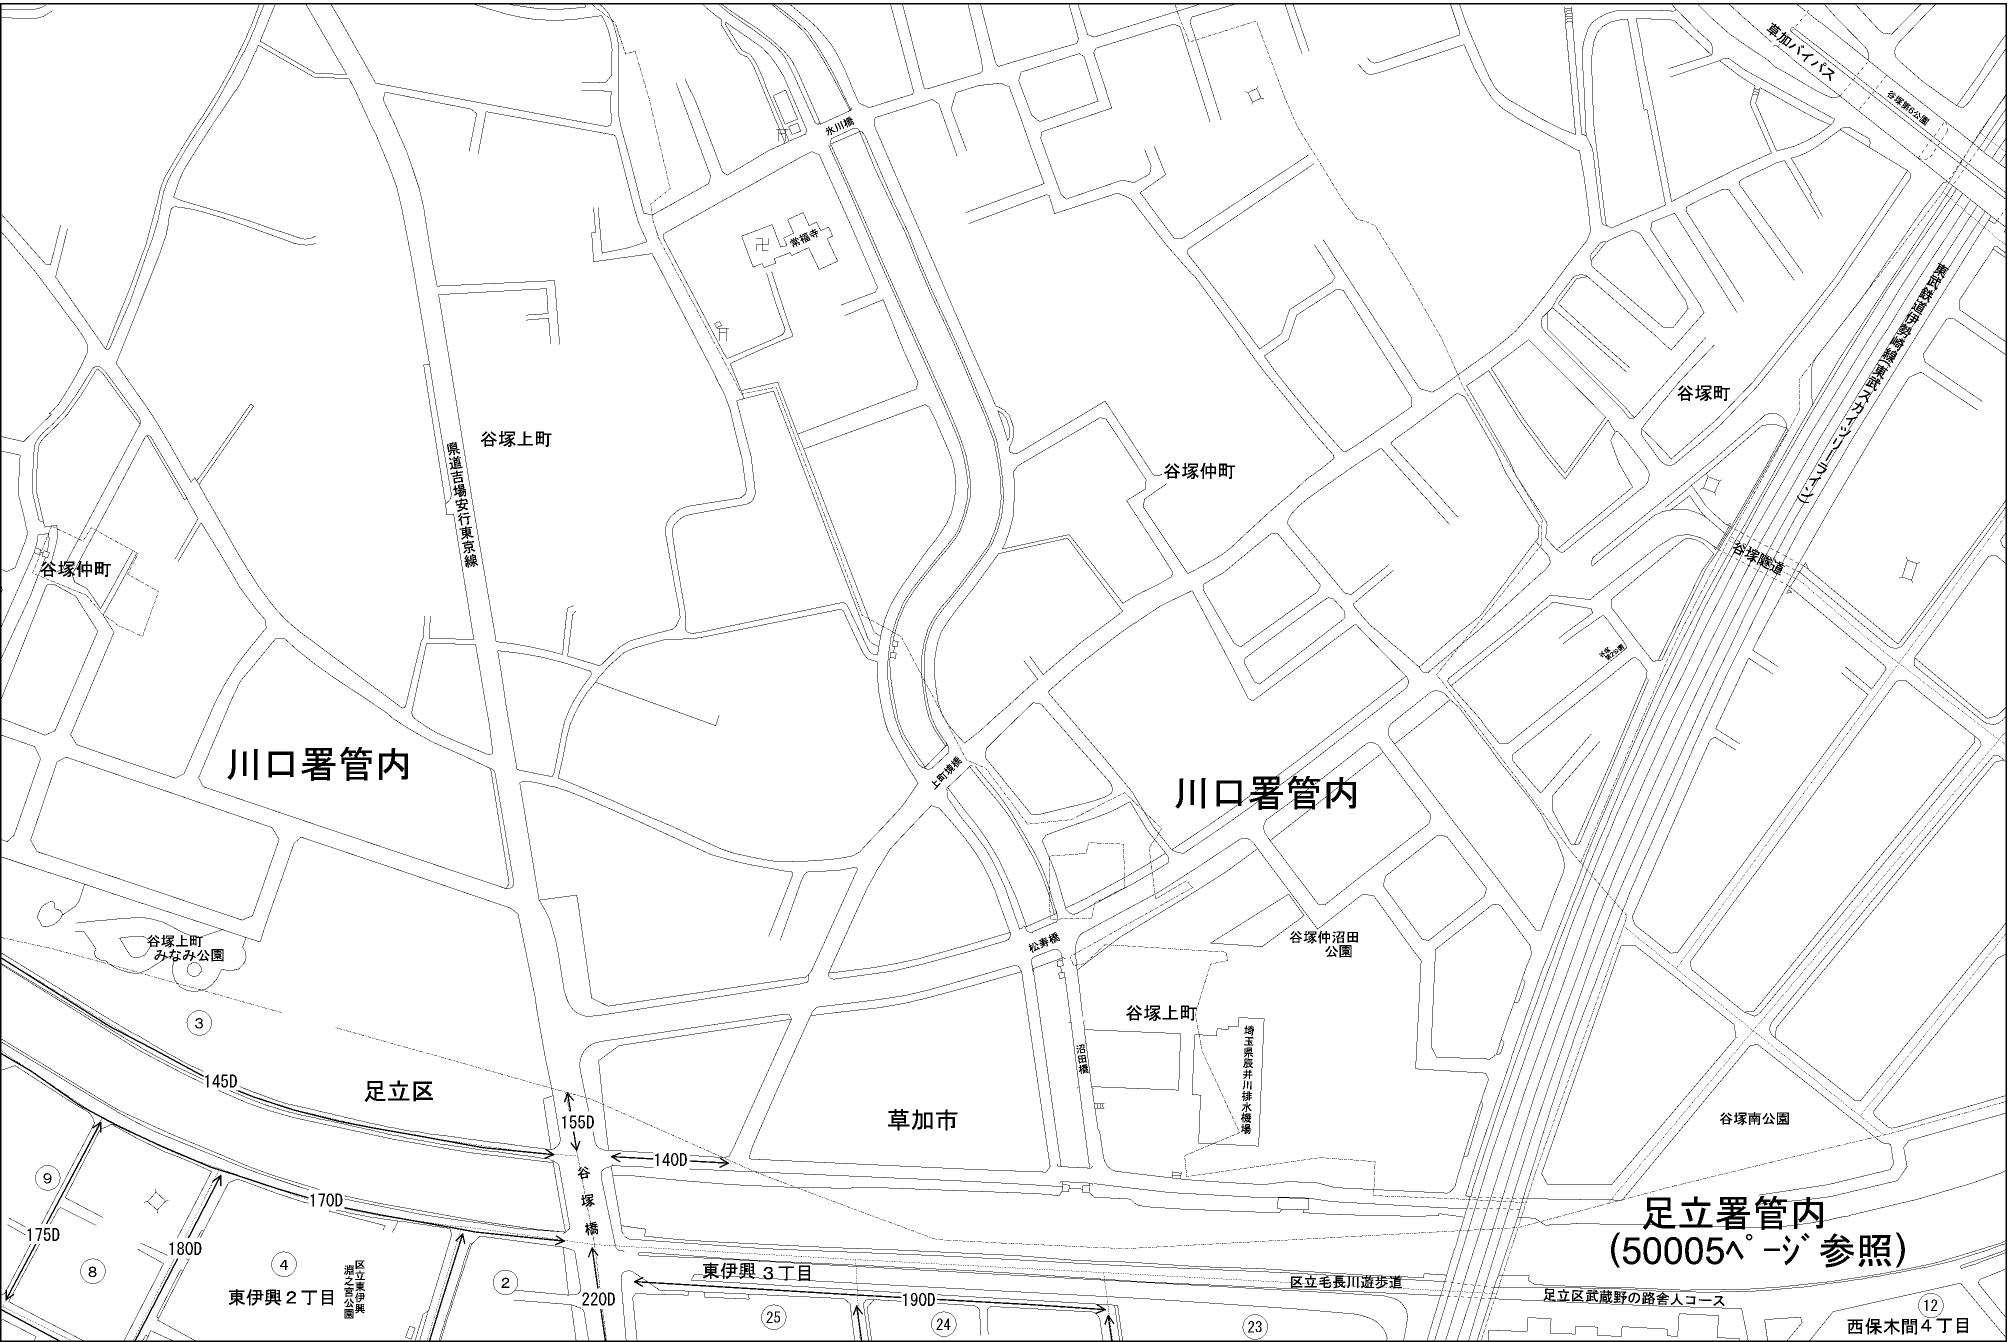 草加バイパス
谷塚第6公園
氷川橋
常福寺
東武鉄道伊勢崎線(東武スカイツリーライン)
谷塚町
谷塚上町
県道吉場安行東京線
谷塚仲町
谷塚仲町
谷塚隧道
谷塚
第2公園
川口署管内
上町境橋
川口署管内
谷塚上町
みなみ公園
松寿橋
谷塚仲沼田
公園
谷塚上町
沼田橋
埼玉県辰井川排水機場
3
145D
足立区
155D
草加市
谷塚南公園
140D
谷塚橋
9
170D
175D
180D
足立署管内
(50005ページ参照)
8
4
区立東伊興
淵之宮公園
東伊興2丁目
2
220D
東伊興3丁目
190D
区立毛長川遊歩道
足立区武蔵野の路舎人コース
25
24
23
12
西保木間4丁目